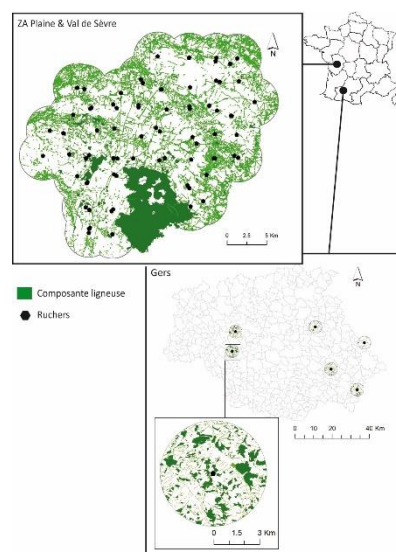 ZA Plaine & Val de Sèvre
N
0 2.5 5 Km
Gers
N
Composante ligneuse
Ruchers
0 10 20 40 Km
0 1.5 3 Km